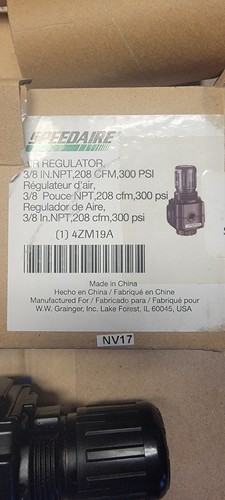 SPEEDAIRE
AIR REGULATOR,
3/8 IN.NPT,208 CFM,300 PSI
Régulateur d'air,
3/8 Pouce NPT,208 cfm,300 psi
Regulador de Aire,
3/8 In.NPT,208 cfm,300 psi
(1) 4ZM19A
Made in China
Hecho en China / Fabriqué en Chine
Manufactured For / Fabricado para / Fabriqué pour
W.W. Grainger, Inc. Lake Forest, IL 60045, USA
NV17